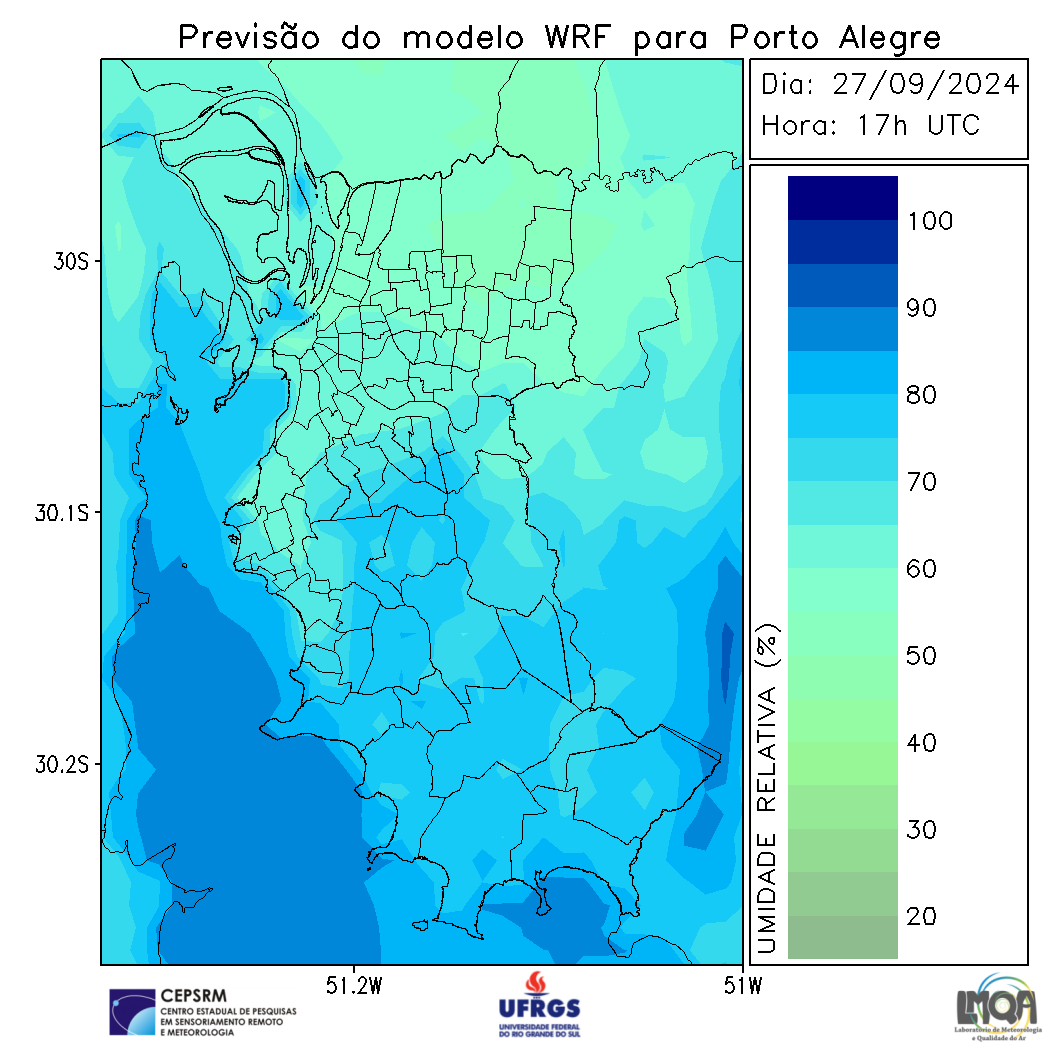 Previsão do modelo WRF para Porto Alegre
Dia: 27/09/2024
Hora: 17h UTC
30S
30.1S
30.2S
51.2W
51W
100
90
80
70
60
50
40
30
20
UMIDADE RELATIVA (%)
CEPSRM
CENTRO ESTADUAL DE PESQUISAS
EM SENSORIAMENTO REMOTO
E METEOROLOGIA
UFRGS
UNIVERSIDADE FEDERAL
DO RIO GRANDE DO SUL
LMQA
Laboratório de Meteorologia
e Qualidade do Ar